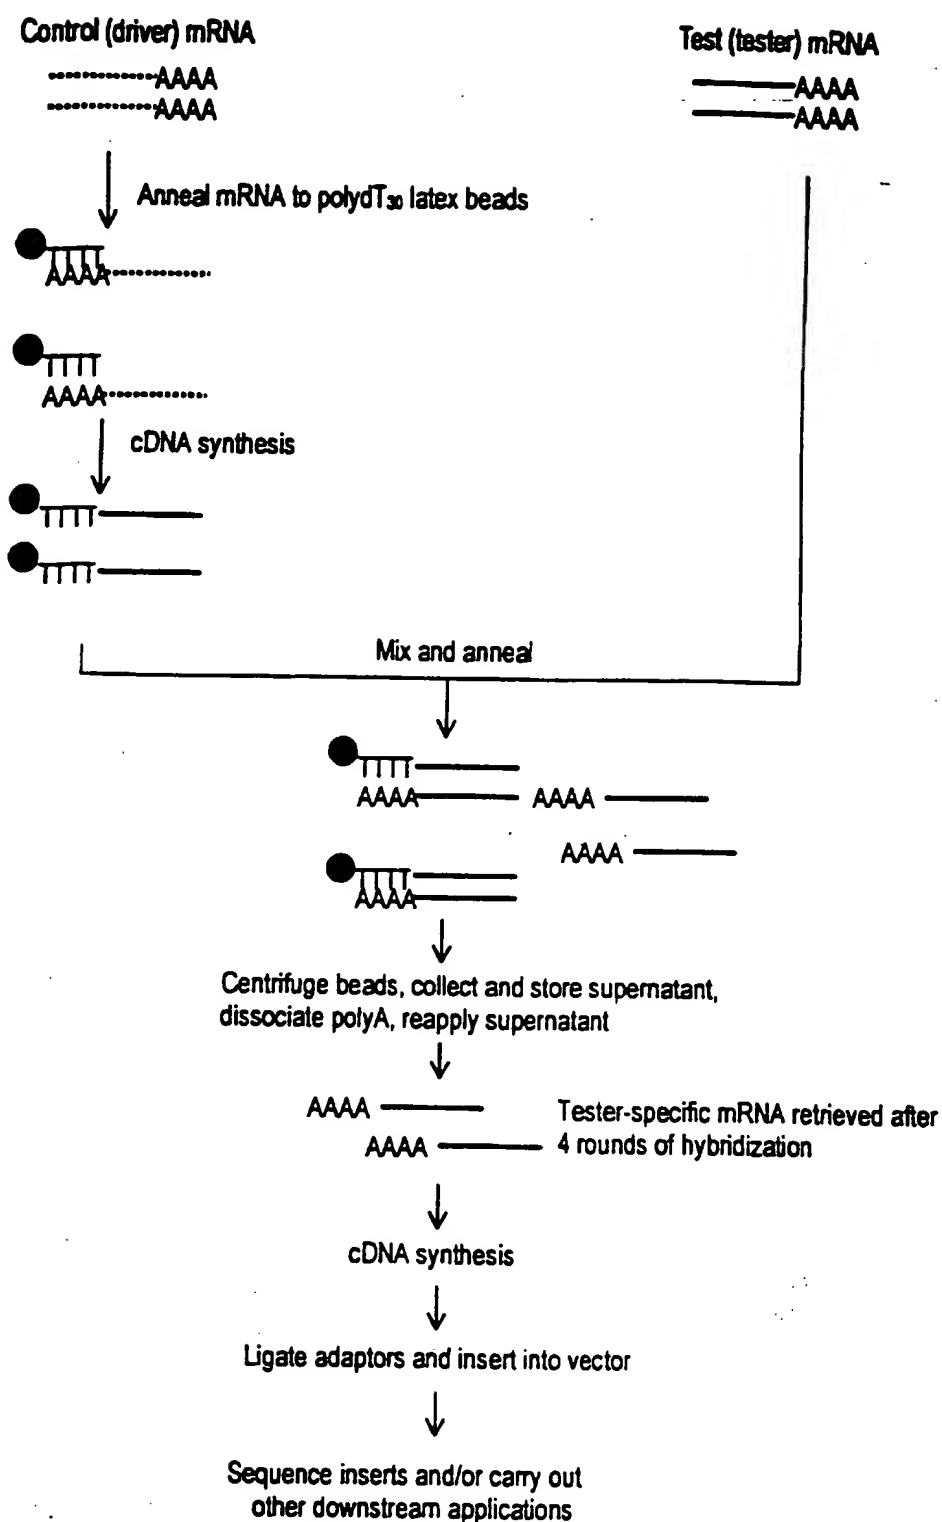 Control (driver) mRNA
Test (tester) mRNA
AAAA
AAAA
AAAA
AAAA
Anneal mRNA to polydT30 latex beads
TTTT
AAAA
TTTT
AAAA
cDNA synthesis
TTTT
TTTT
Mix and anneal
TTTT
AAAA AAAA
AAAA
TTTT
AAAA
Centrifuge beads, collect and store supernatant,
dissociate polyA, reapply supernatant
AAAA
Tester-specific mRNA retrieved after
AAAA
4 rounds of hybridization
cDNA synthesis
Ligate adaptors and insert into vector
Sequence inserts and/or carry out
other downstream applications